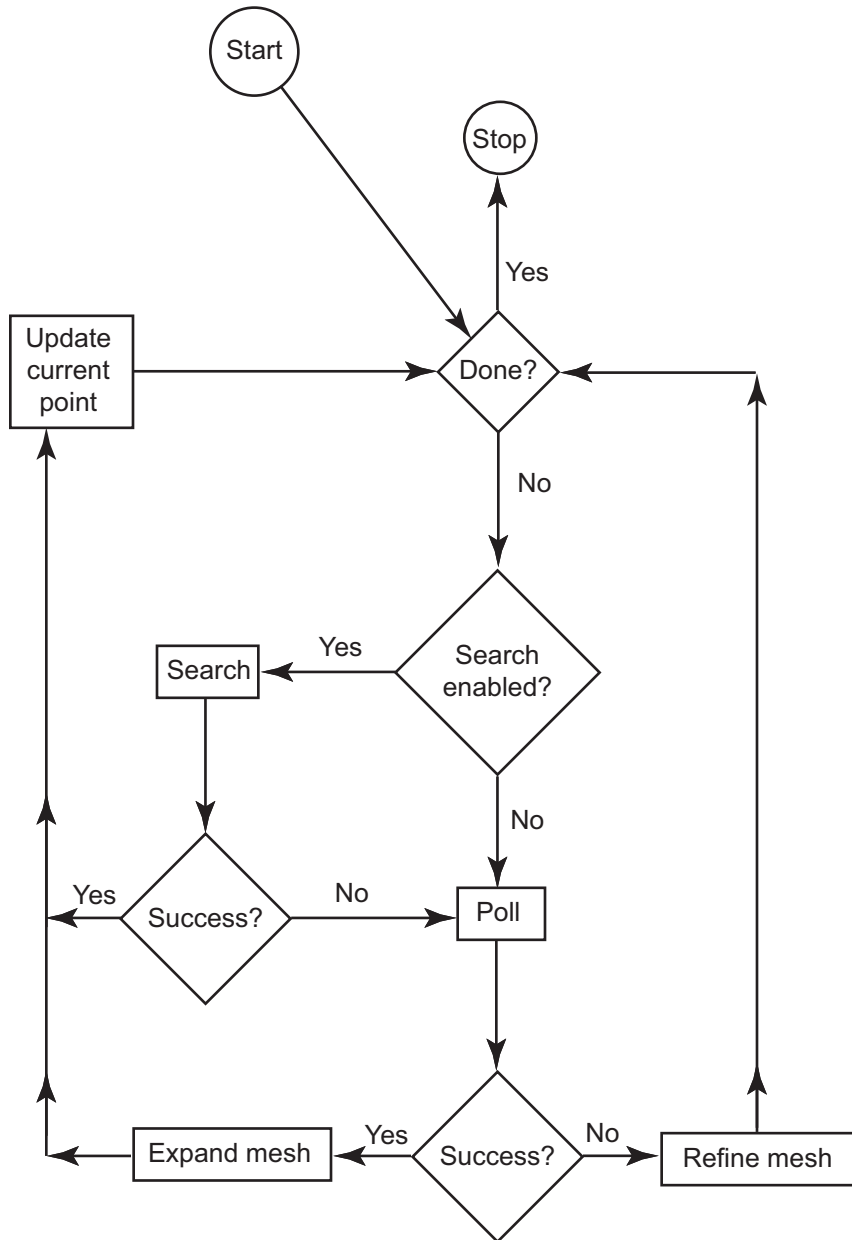 Start
Stop
Yes
Update
current
point
Done?
No
Yes
Search
Search
enabled?
No
Yes
Success?
No
Poll
Expand mesh
Yes
Success?
No
Refine mesh